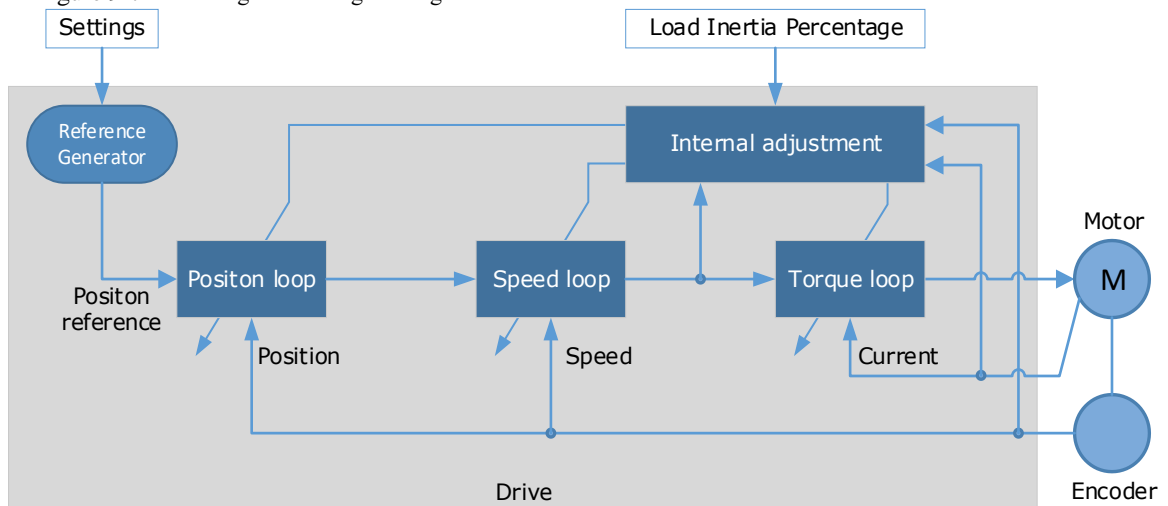 Settings
Load Inertia Percentage
Reference
Generator
Internal adjustment
Motor
M
Positon loop
Speed loop
Torque loop
Positon
reference
Position
Speed
Current
Drive
Encoder